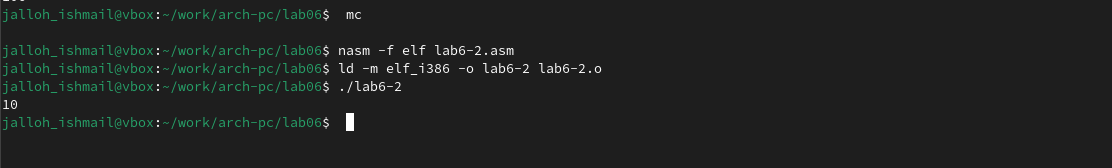 jalloh_ishmail@vbox:~/work/arch-pc/lab06$  mc
jalloh_ishmail@vbox:~/work/arch-pc/lab06$ nasm -f elf lab6-2.asm
jalloh_ishmail@vbox:~/work/arch-pc/lab06$ ld -m elf_i386 -o lab6-2 lab6-2.o
jalloh_ishmail@vbox:~/work/arch-pc/lab06$ ./lab6-2
10
jalloh_ishmail@vbox:~/work/arch-pc/lab06$